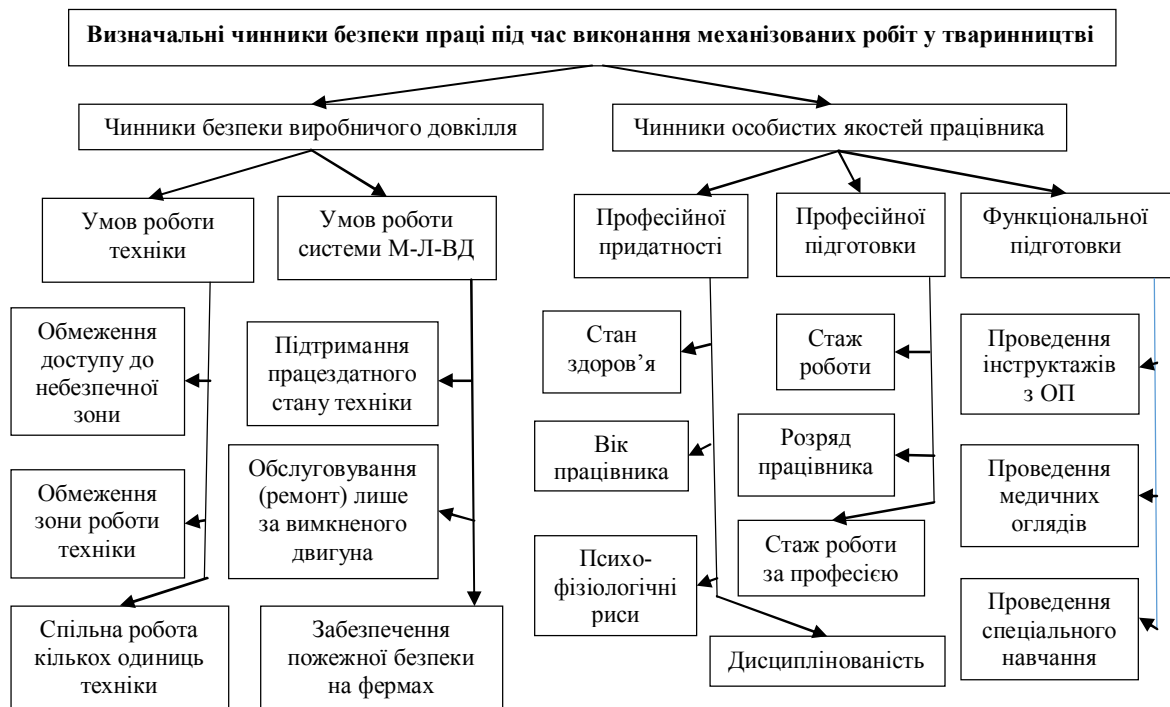 Визначальні чинники безпеки праці під час виконання механізованих робіт у тваринництві
Чинники безпеки виробничого довкілля
Чинники особистих якостей працівника
Умов роботи
техніки
Умов роботи
системи М-Л-ВД
Професійної
придатності
Професійної
підготовки
Функціональної
підготовки
Обмеження
доступу до
небезпечної
зони
Обмеження
зони роботи
техніки
Спільна робота
кількох одиниць
техніки
Підтримання
працездатного
стану техніки
Обслуговування
(ремонт) лише
за вимкненого
двигуна
Забезпечення
пожежної безпеки
на фермах
Стан
здоров’я
Вік
працівника
Психо-
фізіологічні
риси
Дисциплінованість
Стаж
роботи
Розряд
працівника
Стаж роботи
за професією
Проведення
інструктажів
з ОП
Проведення
медичних
оглядів
Проведення
спеціального
навчання